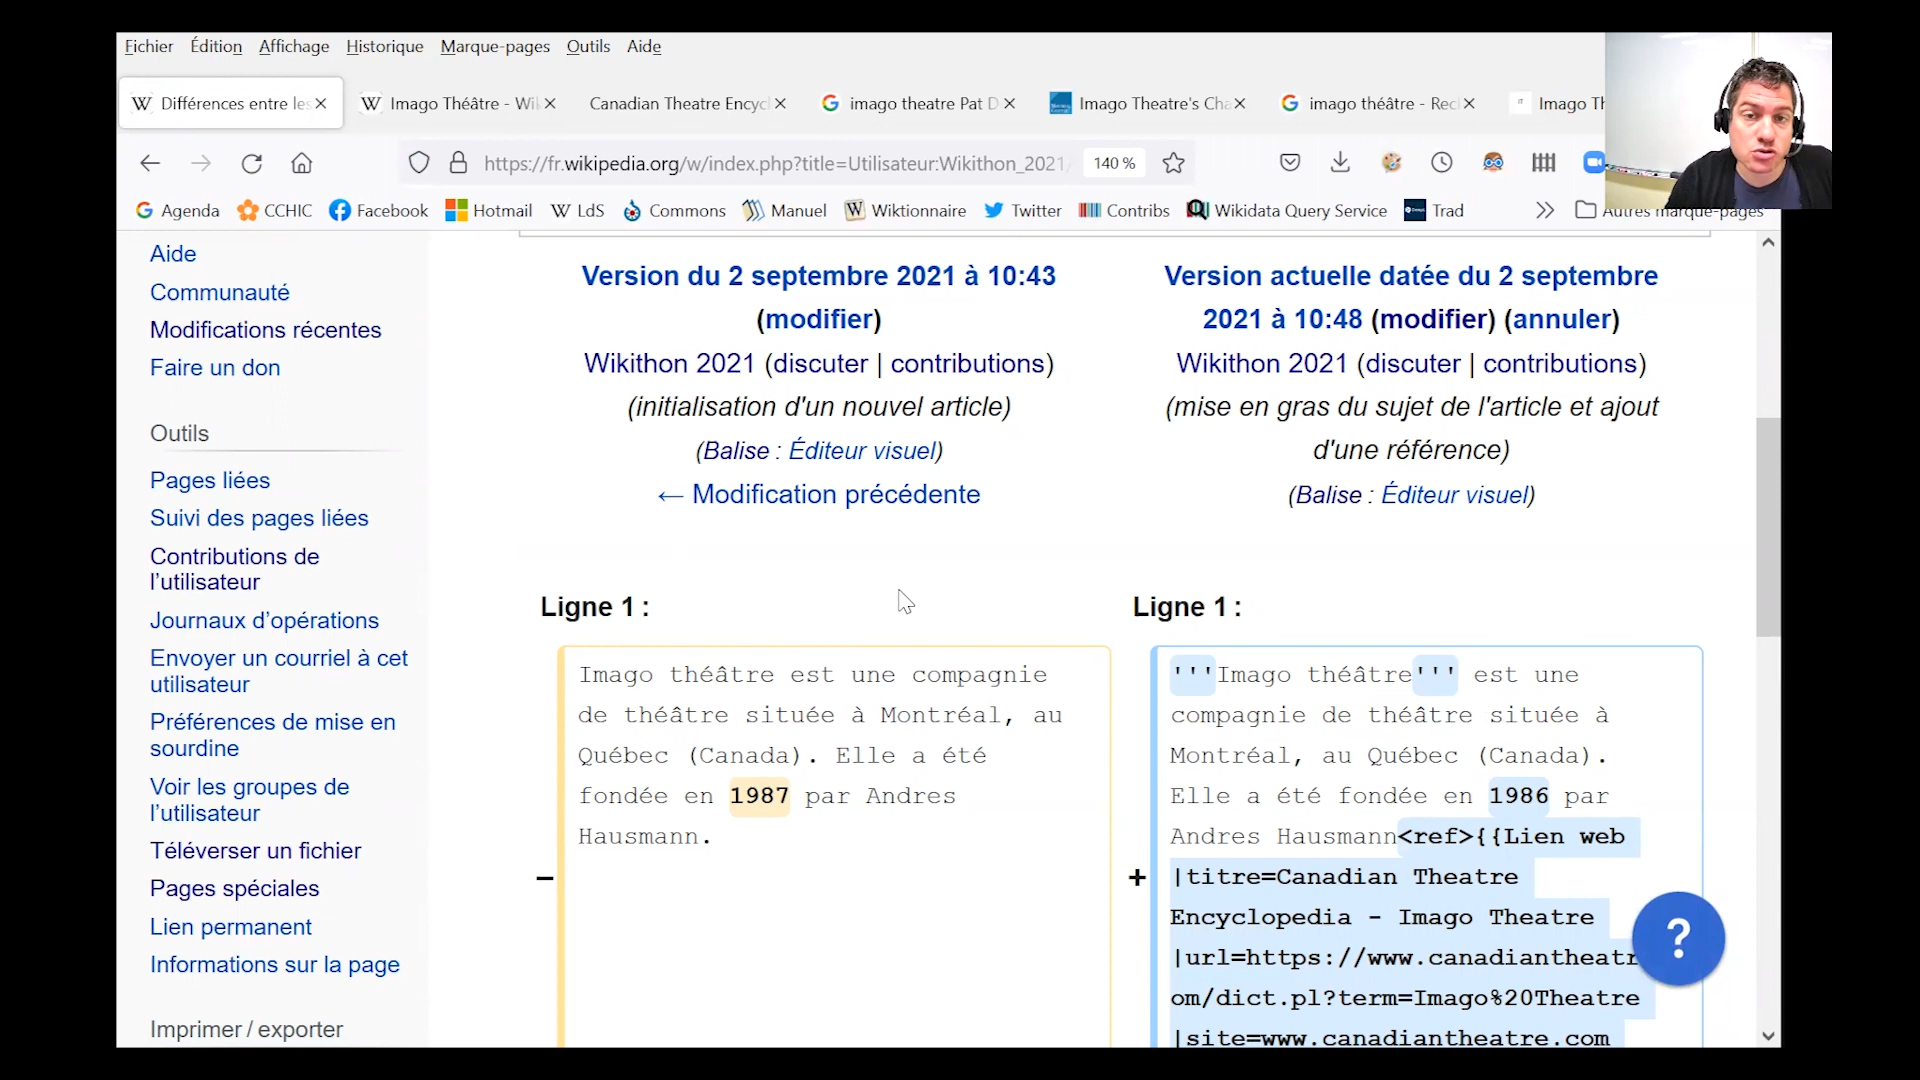 Fichier Édition Affichage Historique Marque-pages Outils Aide
Différences entre les
Imago Théâtre - Wi
Canadian Theatre Encyc
imago theatre Pat D
Imago Theatre's Cha
imago théâtre - Rec
Imago Th
https://fr.wikipedia.org/w/index.php?title=Utilisateur:Wikithon_2021/
140 %
Agenda CCHIC Facebook Hotmail LdS Commons Manuel Wiktionnaire Twitter Contribs Wikidata Query Service Trad
Autres marque-pages
Aide
Communauté
Modifications récentes
Faire un don
Outils
Pages liées
Suivi des pages liées
Contributions de
l’utilisateur
Journaux d’opérations
Envoyer un courriel à cet
utilisateur
Préférences de mise en
sourdine
Voir les groupes de
l’utilisateur
Téléverser un fichier
Pages spéciales
Lien permanent
Informations sur la page
Imprimer / exporter
Version du 2 septembre 2021 à 10:43
(modifier)
Wikithon 2021 (discuter | contributions)
(initialisation d'un nouvel article)
(Balise : Éditeur visuel)
← Modification précédente
Ligne 1 :
−
Imago théâtre est une compagnie
de théâtre située à Montréal, au
Québec (Canada). Elle a été
fondée en 1987 par Andres
Hausmann.
Version actuelle datée du 2 septembre
2021 à 10:48 (modifier) (annuler)
Wikithon 2021 (discuter | contributions)
(mise en gras du sujet de l'article et ajout
d'une référence)
(Balise : Éditeur visuel)
Ligne 1 :
+
'''Imago théâtre''' est une
compagnie de théâtre située à
Montréal, au Québec (Canada).
Elle a été fondée en 1986 par
Andres Hausmann<ref>{{Lien web
|titre=Canadian Theatre
Encyclopedia - Imago Theatre
|url=https://www.canadiantheatr
om/dict.pl?term=Imago%20Theatre
|site=www.canadiantheatre.com
?